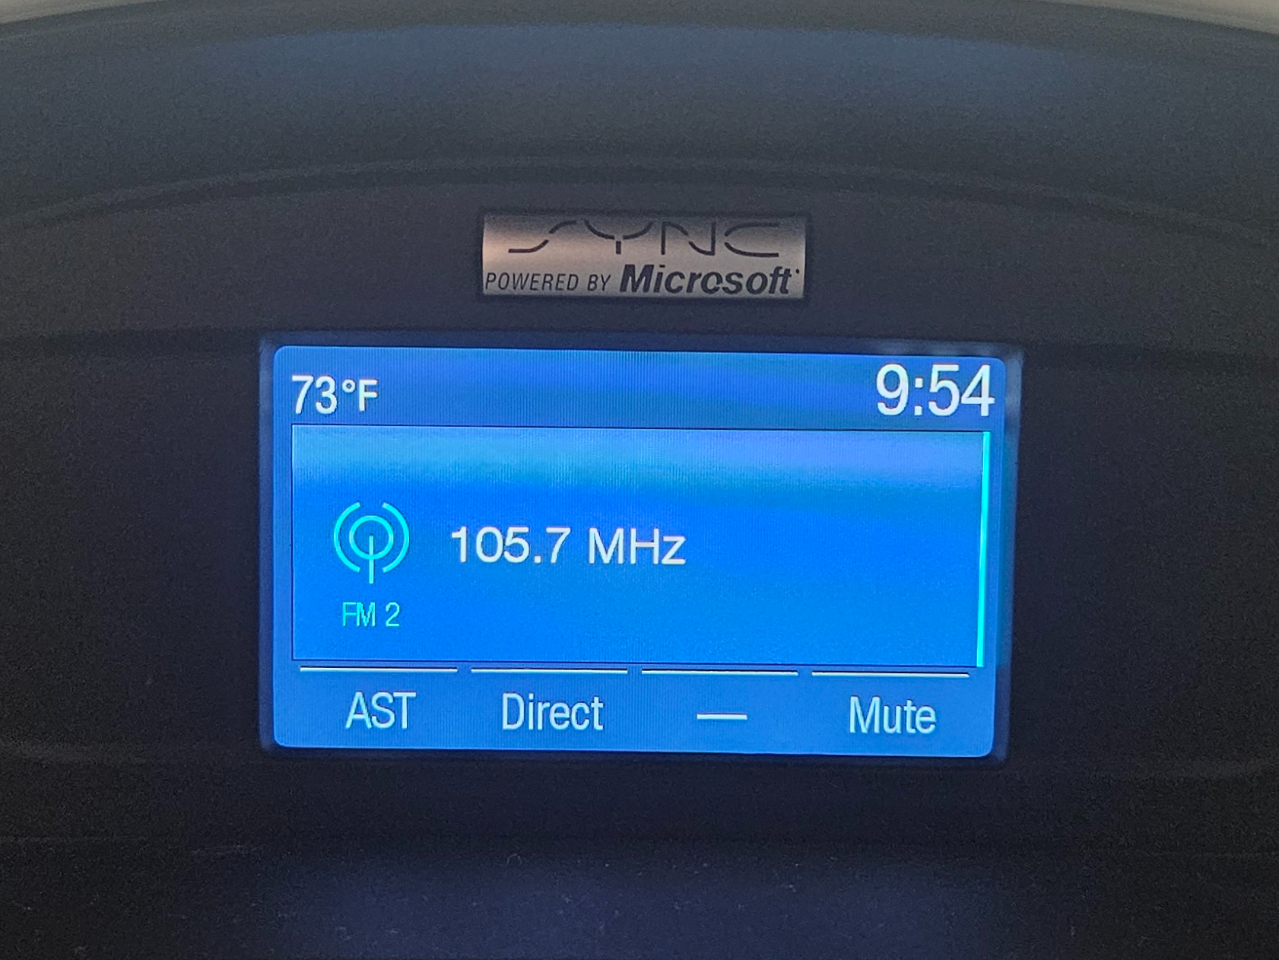 SYNC
POWERED BY Microsoft
73°F 9:54
105.7 MHz
FM 2
AST Direct — Mute